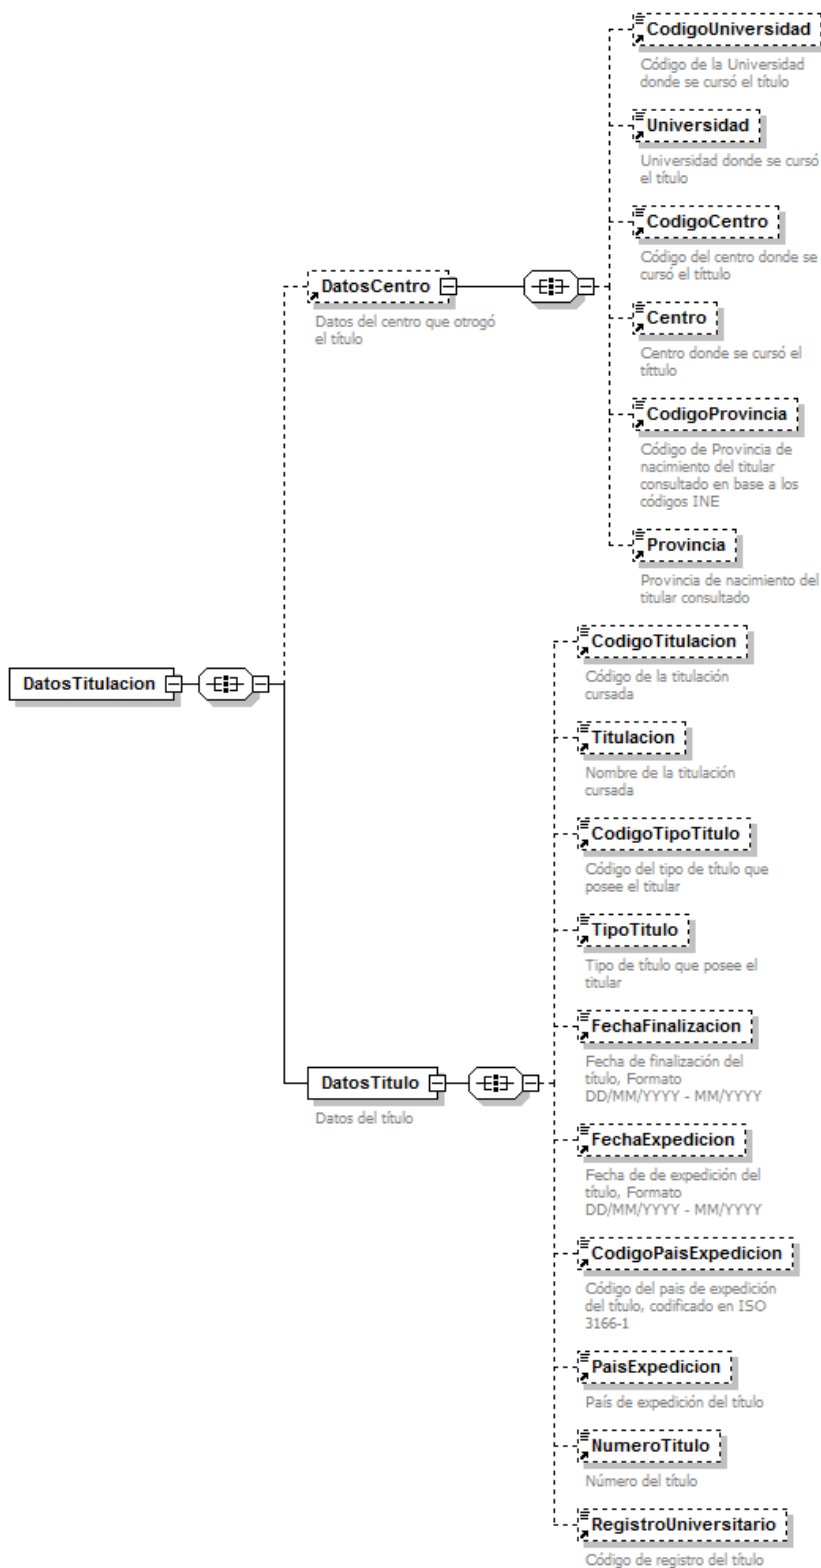 CodigoUniversidad
Código de la Universidad
donde se cursó el título
Universidad
Universidad donde se cursó
el título
CodigoCentro
Código del centro donde se
cursó el títtulo
DatosCentro
Datos del centro que otrogó
el título
Centro
Centro donde se cursó el
títtulo
CodigoProvincia
Código de Provincia de
nacimiento del titular
consultado en base a los
códigos INE
Provincia
Provincia de nacimiento del
titular consultado
DatosTitulacion
CodigoTitulacion
Código de la titulación
cursada
Titulacion
Nombre de la titulación
cursada
CodigoTipoTitulo
Código del tipo de título que
posee el titular
TipoTitulo
Tipo de título que posee el
titular
FechaFinalizacion
Fecha de finalización del
título, Formato
DD/MM/YYYY - MM/YYYY
DatosTitulo
Datos del título
FechaExpedicion
Fecha de de expedición del
título, Formato
DD/MM/YYYY - MM/YYYY
CodigoPaisExpedicion
Código del pais de expedición
del título, codificado en ISO
3166-1
PaisExpedicion
País de expedición del título
NumeroTitulo
Número del título
RegistroUniversitario
Código de registro del título